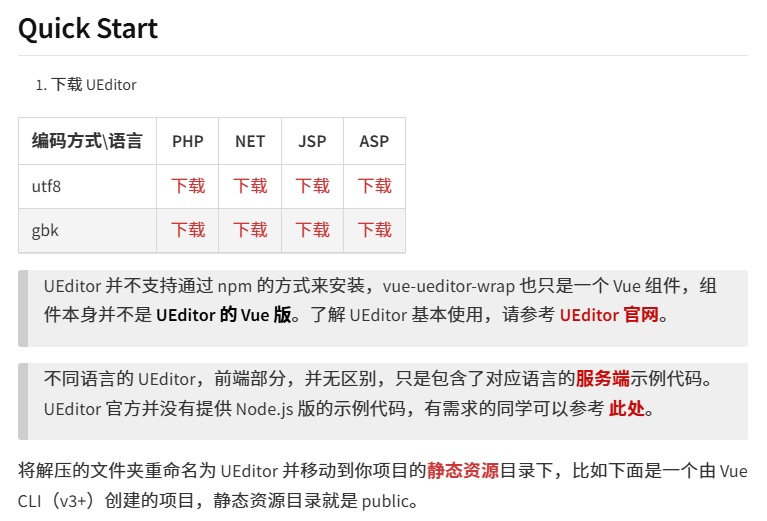 Quick Start
1. 下载 UEditor
编码方式\语言 PHP NET JSP ASP
utf8 下载 下载 下载 下载
gbk 下载 下载 下载 下载
UEditor 并不支持通过 npm 的方式来安装，vue-ueditor-wrap 也只是一个 Vue 组件，组
件本身并不是 UEditor 的 Vue 版。了解 UEditor 基本使用，请参考 UEditor 官网。
不同语言的 UEditor，前端部分，并无区别，只是包含了对应语言的服务端示例代码。
UEditor 官方并没有提供 Node.js 版的示例代码，有需求的同学可以参考 此处。
将解压的文件夹重命名为 UEditor 并移动到你项目的静态资源目录下，比如下面是一个由 Vue
CLI（v3+）创建的项目，静态资源目录就是 public。